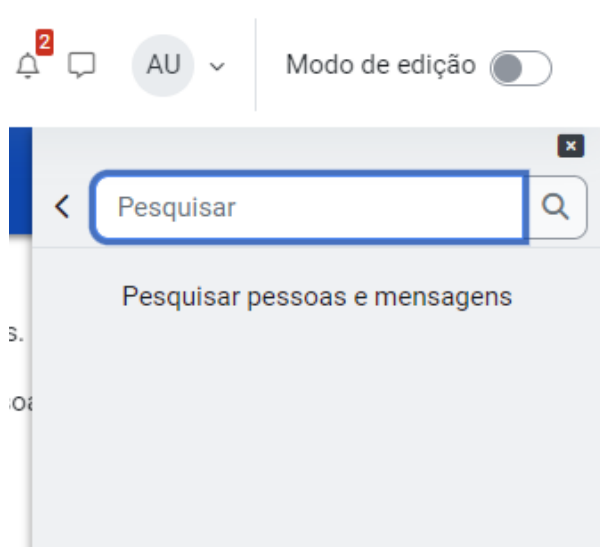 2
AU
Modo de edição
Pesquisar
Pesquisar pessoas e mensagens
s.